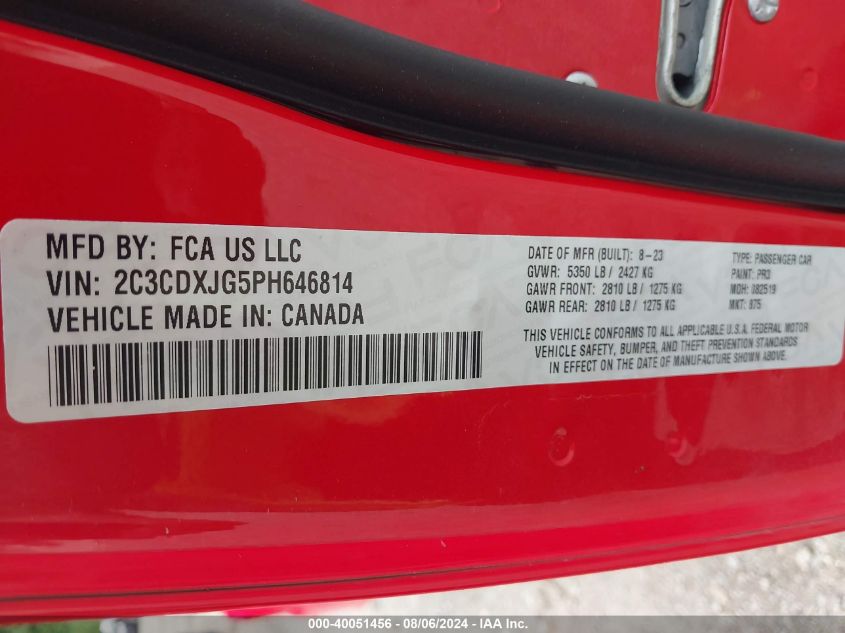 MFD BY: FCA US LLC
VIN: 2C3CDXJG5PH646814
VEHICLE MADE IN: CANADA
DATE OF MFR (BUILT): 8-23
GVWR: 5350 LB / 2427 KG
GAWR FRONT: 2810 LB / 1275 KG
GAWR REAR: 2810 LB / 1275 KG
TYPE: PASSENGER CAR
PAINT: PR3
MDH: 082519
MKT: 875
THIS VEHICLE CONFORMS TO ALL APPLICABLE U.S.A. FEDERAL MOTOR
VEHICLE SAFETY, BUMPER, AND THEFT PREVENTION STANDARDS
IN EFFECT ON THE DATE OF MANUFACTURE SHOWN ABOVE.
000-40051456 - 08/06/2024 - IAA Inc.